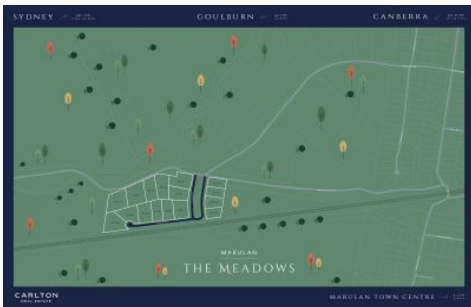 SYDNEY
GOULBURN
CANBERRA
MARULAN
THE MEADOWS
CARLTON
REAL ESTATE
MARULAN TOWN CENTRE